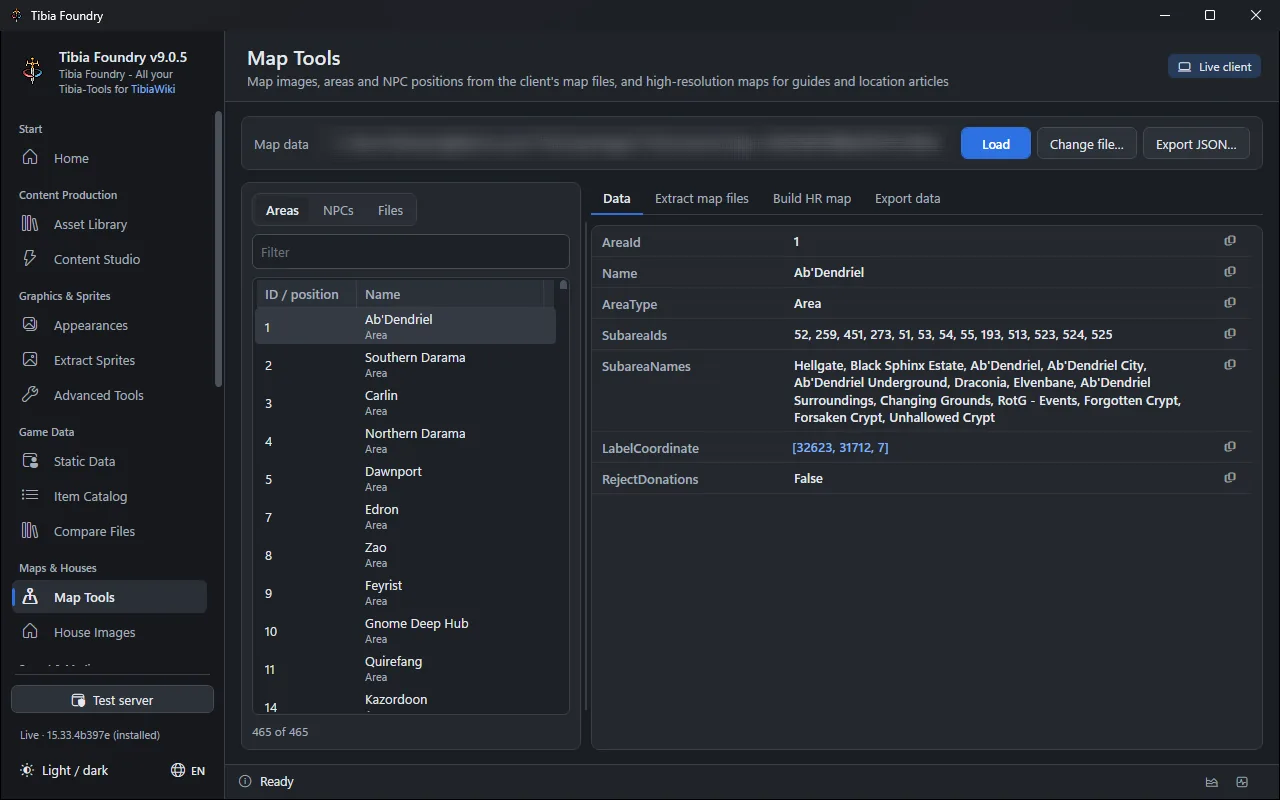 Tibia Foundry
Tibia Foundry v9.0.5
Tibia Foundry - All your
Tibia-Tools for TibiaWiki
Start
Home
Content Production
Asset Library
Content Studio
Graphics & Sprites
Appearances
Extract Sprites
Advanced Tools
Game Data
Static Data
Item Catalog
Compare Files
Maps & Houses
Map Tools
House Images
Test server
Live · 15.33.4b397e (installed)
Light / dark
EN
Map Tools
Map images, areas and NPC positions from the client's map files, and high-resolution maps for guides and location articles
Live client
Map data
Load
Change file...
Export JSON...
Areas NPCs Files
Filter
ID / position Name
1 Ab'Dendriel
Area
2 Southern Darama
Area
3 Carlin
Area
4 Northern Darama
Area
5 Dawnport
Area
7 Edron
Area
8 Zao
Area
9 Feyrist
Area
10 Gnome Deep Hub
Area
11 Quirefang
Area
14 Kazordoon
465 of 465
Data Extract map files Build HR map Export data
AreaId 1
Name Ab'Dendriel
AreaType Area
SubareaIds 52, 259, 451, 273, 51, 53, 54, 55, 193, 513, 523, 524, 525
SubareaNames Hellgate, Black Sphinx Estate, Ab'Dendriel, Ab'Dendriel City,
Ab'Dendriel Underground, Draconia, Elvenbane, Ab'Dendriel
Surroundings, Changing Grounds, RotG - Events, Forgotten Crypt,
Forsaken Crypt, Unhallowed Crypt
LabelCoordinate [32623, 31712, 7]
RejectDonations False
Ready